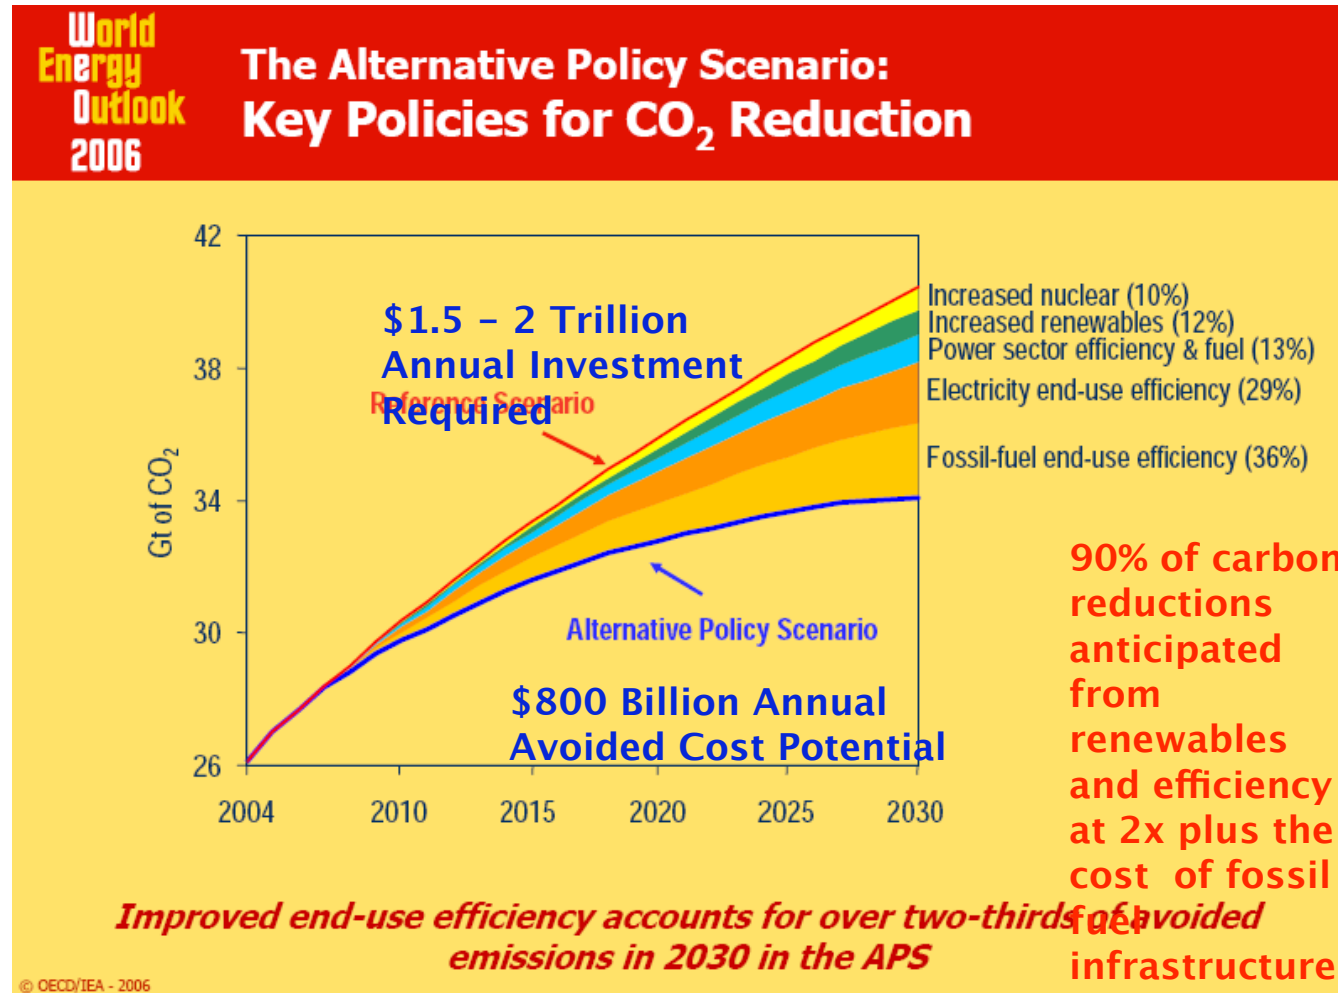 World
Energy
Outlook
2006
The Alternative Policy Scenario:
Key Policies for CO₂ Reduction
42
38
34
30
26
Gt of CO₂
2004
2010
2015
2020
2025
2030
$1.5 – 2 Trillion
Annual Investment
Required
Reference Scenario
Increased nuclear (10%)
Increased renewables (12%)
Power sector efficiency & fuel (13%)
Electricity end-use efficiency (29%)
Fossil-fuel end-use efficiency (36%)
Alternative Policy Scenario
$800 Billion Annual
Avoided Cost Potential
90% of carbon
reductions
anticipated
from
renewables
and efficiency
at 2x plus the
cost of fossil
fuel
infrastructure
Improved end-use efficiency accounts for over two-thirds of avoided
emissions in 2030 in the APS
© OECD/IEA - 2006